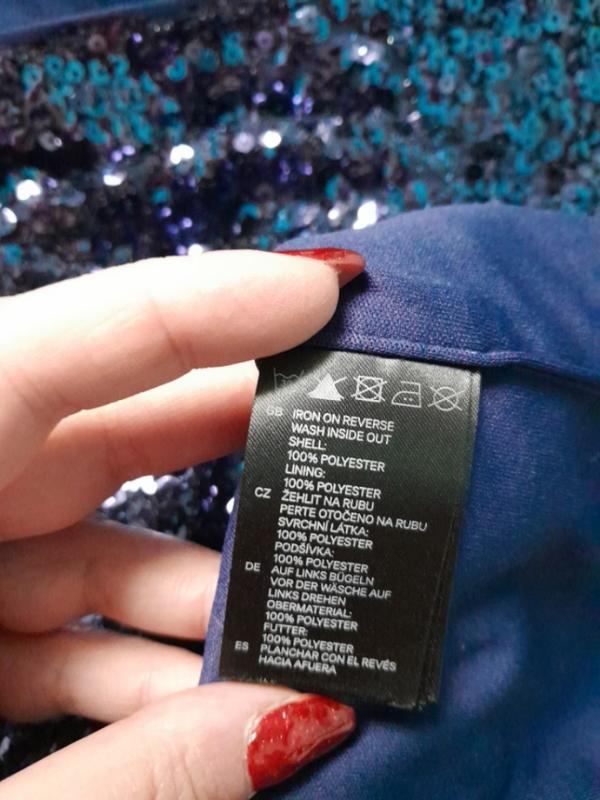 GB IRON ON REVERSE
WASH INSIDE OUT
SHELL:
100% POLYESTER
LINING:
100% POLYESTER
CZ ŽEHLIT NA RUBU
PERTE OTOČENO NA RUBU
SVRCHNÍ LÁTKA:
100% POLYESTER
PODŠÍVKA:
100% POLYESTER
DE AUF LINKS BÜGELN
VOR DER WÄSCHE AUF
LINKS DREHEN
OBERMATERIAL:
100% POLYESTER
FUTTER:
100% POLYESTER
ES PLANCHAR CON EL REVÉS
HACIA AFUERA